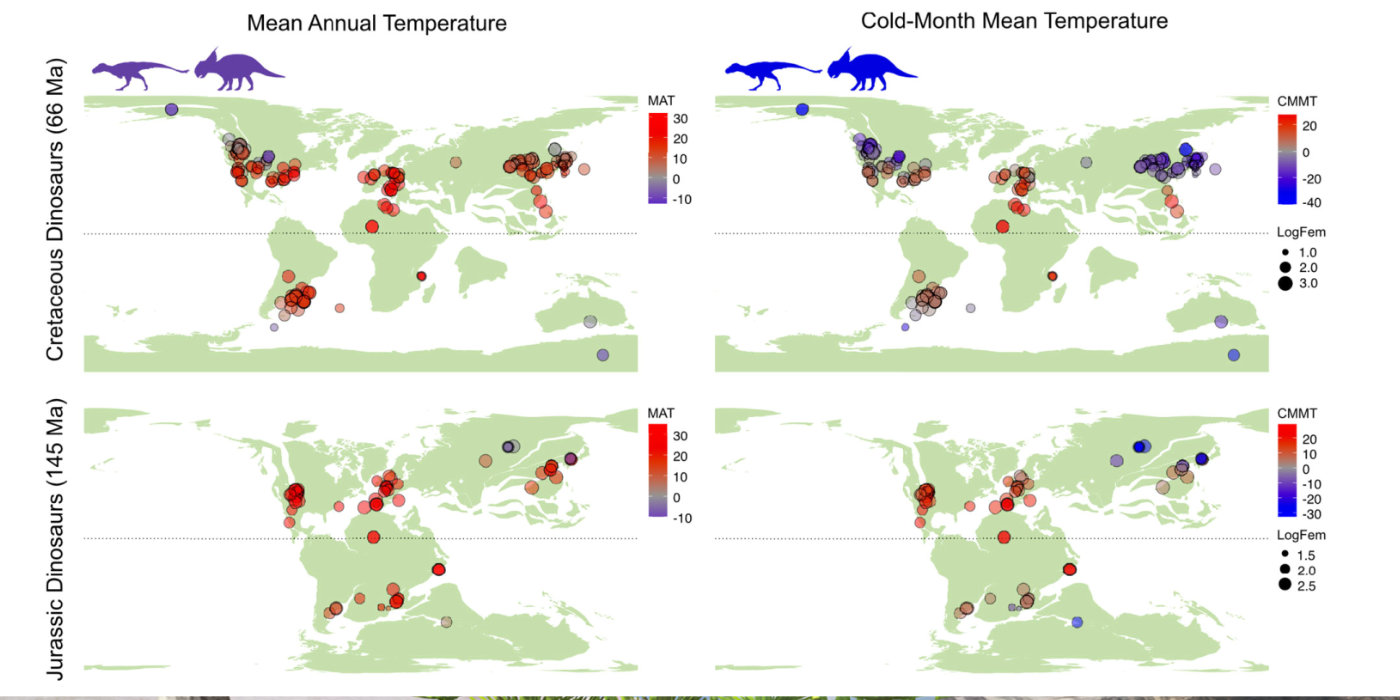 Mean Annual Temperature
Cold-Month Mean Temperature
Cretaceous Dinosaurs (66 Ma)
MAT
30
20
10
0
-10
CMMT
20
0
-20
-40
LogFem
1.0
2.0
3.0
Jurassic Dinosaurs (145 Ma)
MAT
30
20
10
0
-10
CMMT
20
10
0
-10
-20
-30
LogFem
1.5
2.0
2.5